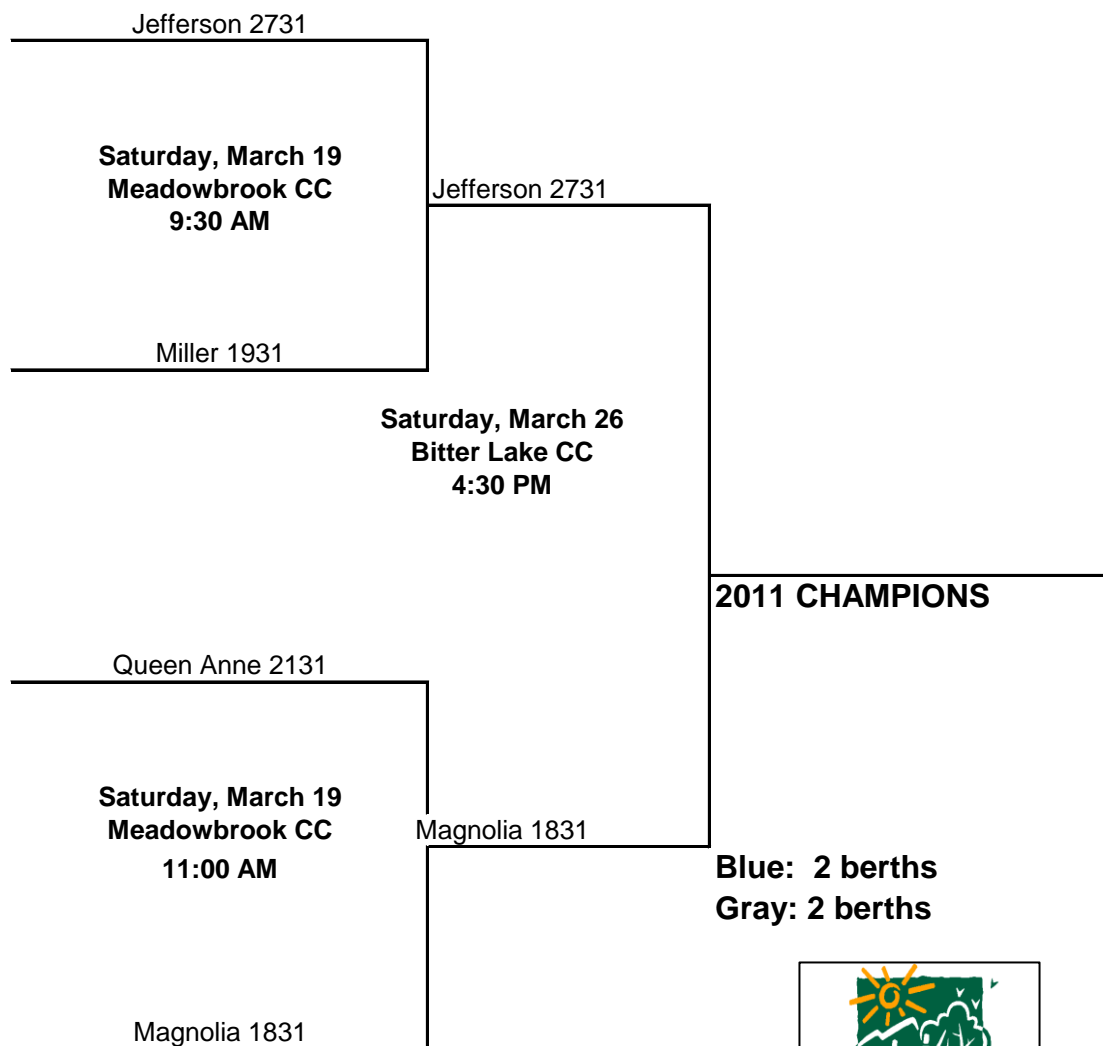 Jefferson 2731
Saturday, March 19
Meadowbrook CC
9:30 AM
Jefferson 2731
Miller 1931
Saturday, March 26
Bitter Lake CC
4:30 PM
2011 CHAMPIONS
Queen Anne 2131
Saturday, March 19
Meadowbrook CC
11:00 AM
Magnolia 1831
Blue: 2 berths
Gray: 2 berths
Magnolia 1831